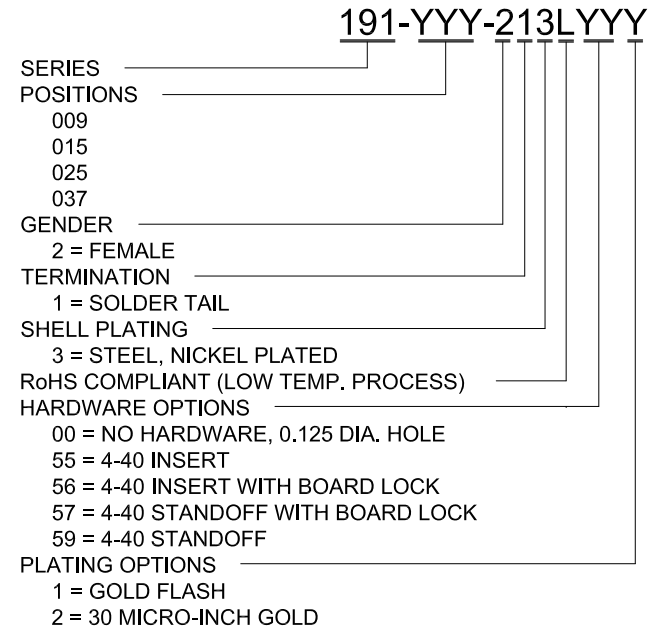 191-YYY-213LYYY
SERIES
POSITIONS
009
015
025
037
GENDER
2 = FEMALE
TERMINATION
1 = SOLDER TAIL
SHELL PLATING
3 = STEEL, NICKEL PLATED
RoHS COMPLIANT (LOW TEMP. PROCESS)
HARDWARE OPTIONS
00 = NO HARDWARE, 0.125 DIA. HOLE
55 = 4-40 INSERT
56 = 4-40 INSERT WITH BOARD LOCK
57 = 4-40 STANDOFF WITH BOARD LOCK
59 = 4-40 STANDOFF
PLATING OPTIONS
1 = GOLD FLASH
2 = 30 MICRO-INCH GOLD